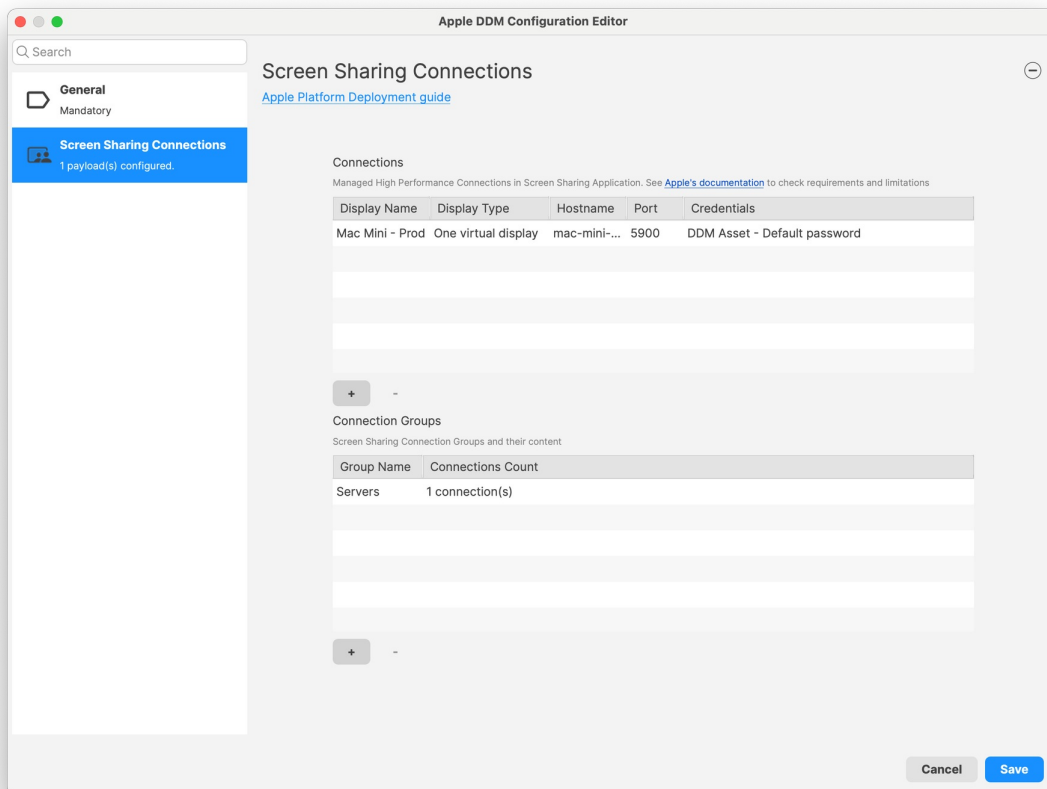 Apple DDM Configuration Editor
Search
General
Mandatory
Screen Sharing Connections
1 payload(s) configured.
Screen Sharing Connections
Apple Platform Deployment guide
Connections
Managed High Performance Connections in Screen Sharing Application. See Apple's documentation to check requirements and limitations
Display Name Display Type Hostname Port Credentials
Mac Mini - Prod One virtual display mac-mini-... 5900 DDM Asset - Default password
+ -
Connection Groups
Screen Sharing Connection Groups and their content
Group Name Connections Count
Servers 1 connection(s)
+ -
Cancel Save